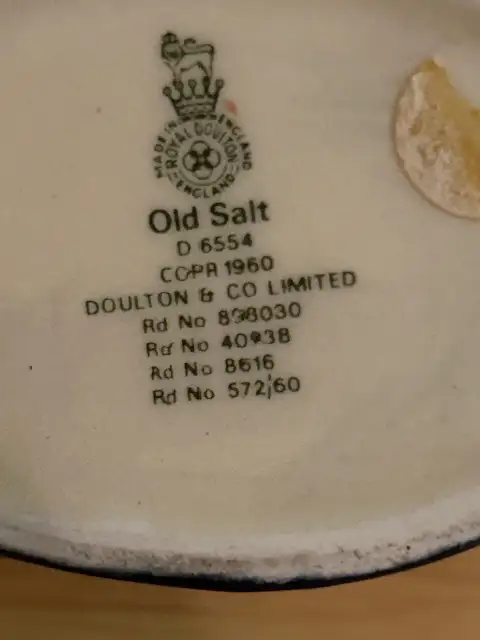 MADE IN ENGLAND
ROYAL DOULTON
ENGLAND
Old Salt
D 6554
COPR 1960
DOULTON & CO LIMITED
Rd No 898030
Rd No 40938
Rd No 8616
Rd No 572/60